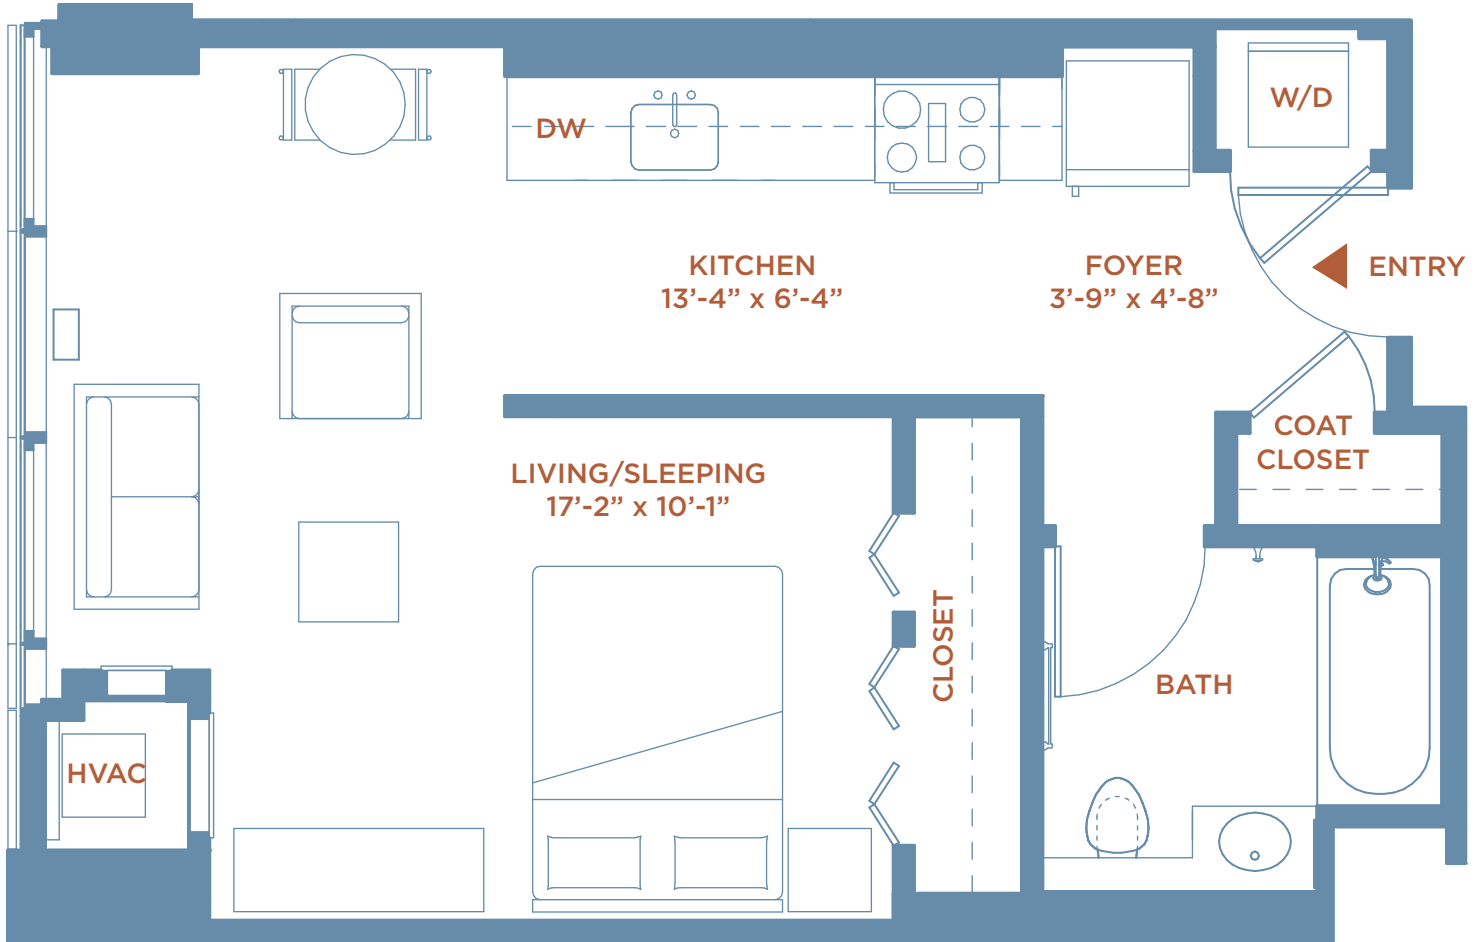 DW
W/D
KITCHEN
13’-4” x 6’-4”
FOYER
3’-9” x 4’-8”
ENTRY
COAT
CLOSET
LIVING/SLEEPING
17’-2” x 10’-1”
CLOSET
BATH
HVAC